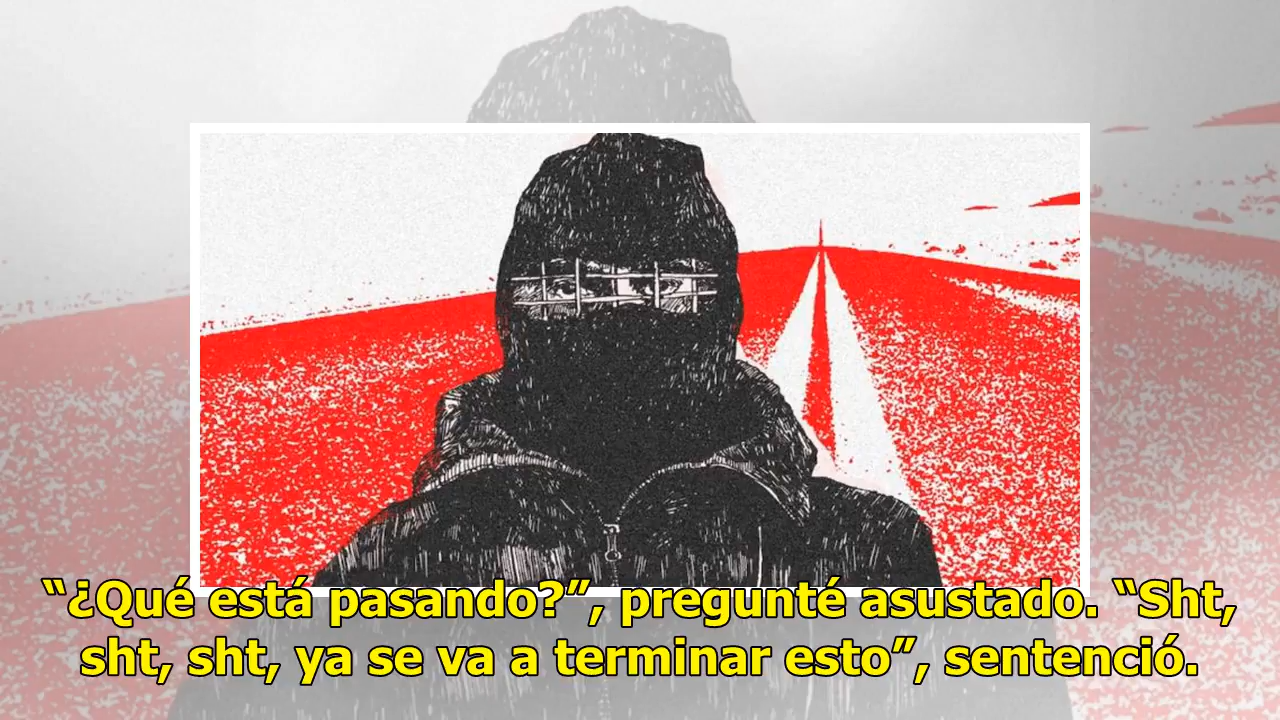 “¿Qué está pasando?”, pregunté asustado. “Sht,
sht, sht, ya se va a terminar esto”, sentenció.